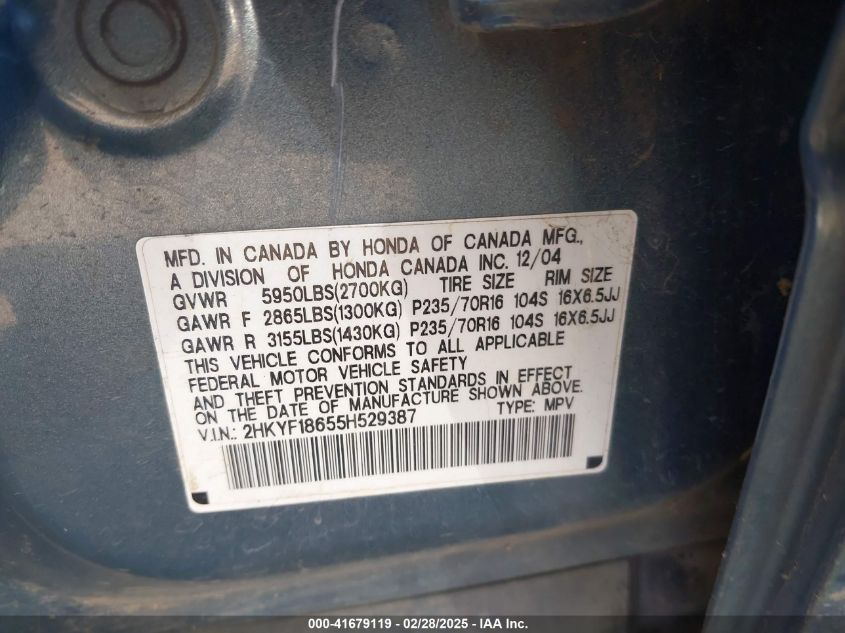 MFD. IN CANADA BY HONDA OF CANADA MFG.,
A DIVISION OF HONDA CANADA INC. 12/04
GVWR 5950LBS(2700KG) TIRE SIZE RIM SIZE
GAWR F 2865LBS(1300KG) P235/70R16 104S 16X6.5JJ
GAWR R 3155LBS(1430KG) P235/70R16 104S 16X6.5JJ
THIS VEHICLE CONFORMS TO ALL APPLICABLE
FEDERAL MOTOR VEHICLE SAFETY
AND THEFT PREVENTION STANDARDS IN EFFECT
ON THE DATE OF MANUFACTURE SHOWN ABOVE.
V.I.N.: 2HKYF18655H529387 TYPE: MPV
000-41679119 / 02/28/2025 - IAA Inc.